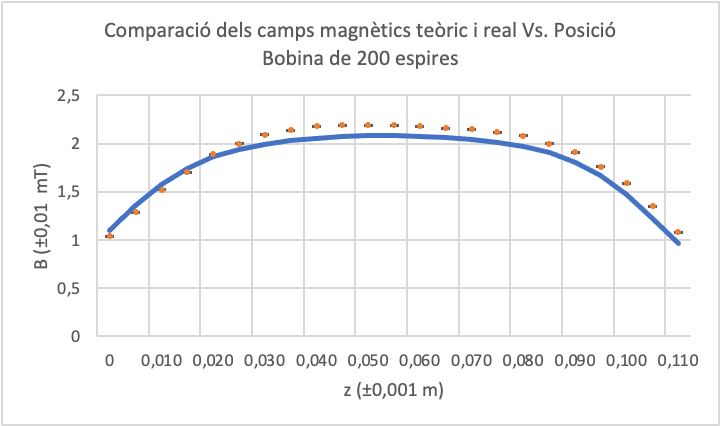 Comparació dels camps magnètics teòric i real Vs. Posició
Bobina de 200 espires
2,5
2
1,5
1
0,5
0
B (±0,01  mT)
0 0,010 0,020 0,030 0,040 0,050 0,060 0,070 0,080 0,090 0,100 0,110
z (±0,001 m)